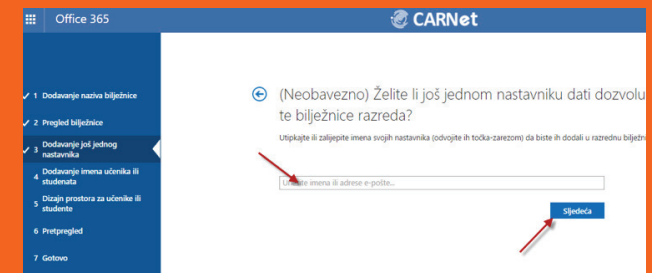 Office 365
CARNet
✓ 1 Dodavanje naziva bilježnice
✓ 2 Pregled bilježnice
✓ 3 Dodavanje još jednog
nastavnika
4 Dodavanje imena učenika ili
studenata
5 Dizajn prostora za učenike ili
studente
6 Pretpregled
7 Gotovo
(Neobavezno) Želite li još jednom nastavniku dati dozvolu
te bilježnice razreda?
Utipkajte ili zalijepite imena svojih nastavnika (odvojite ih točka-zarezom) da biste ih dodali u razrednu bilježn
imena ili adrese e-pošte...
Sljedeća